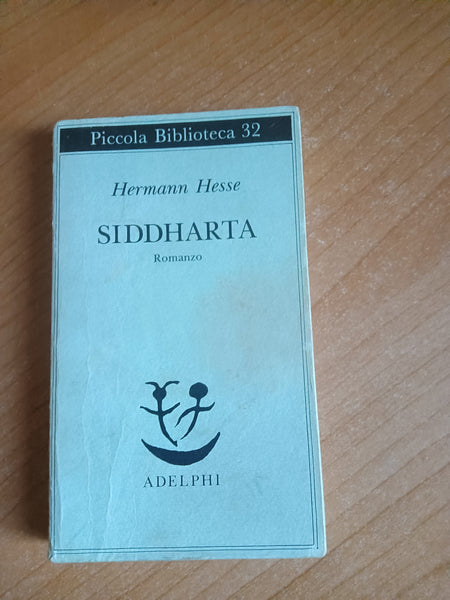 Piccola Biblioteca 32
Hermann Hesse
SIDDHARTA
Romanzo
ADELPHI